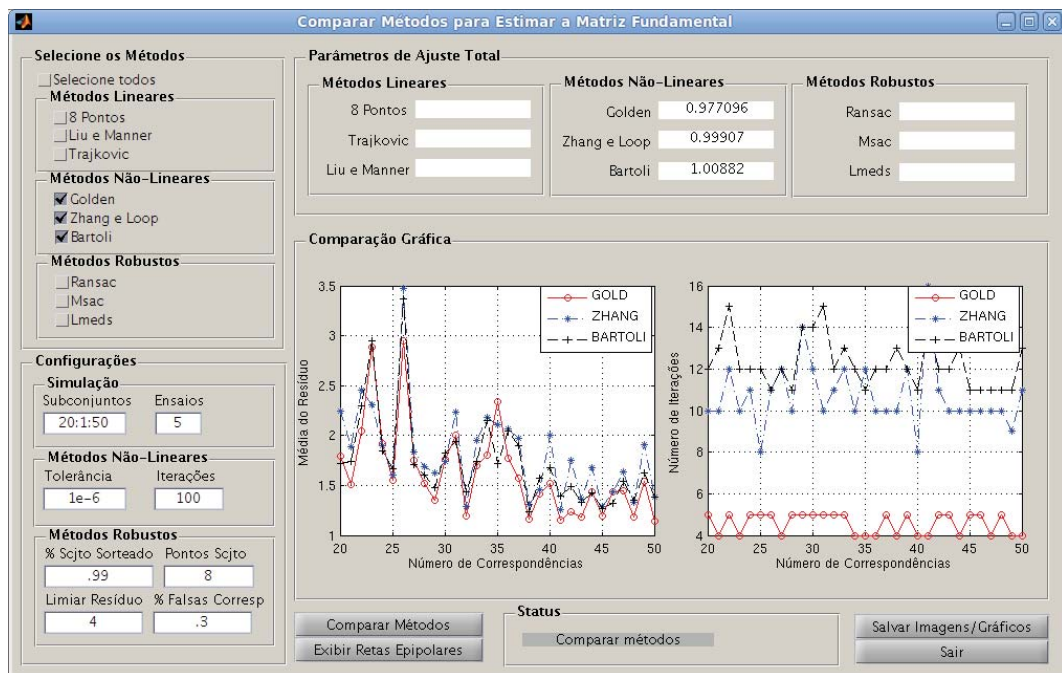 Comparar Métodos para Estimar a Matriz Fundamental
Selecione os Métodos
Selecione todos
Métodos Lineares
8 Pontos
Liu e Manner
Trajkovic
Métodos Não-Lineares
Golden
Zhang e Loop
Bartoli
Métodos Robustos
Ransac
Msac
Lmeds
Configurações
Simulação
Subconjuntos Ensaios
20:1:50 5
Métodos Não-Lineares
Tolerância Iterações
1e-6 100
Métodos Robustos
% Scjto Sorteado Pontos Scjto
.99 8
Limiar Resíduo % Falsas Corresp
4 .3
Parâmetros de Ajuste Total
Métodos Lineares
8 Pontos
Trajkovic
Liu e Manner
Métodos Não-Lineares
Golden 0.977096
Zhang e Loop 0.99907
Bartoli 1.00882
Métodos Robustos
Ransac
Msac
Lmeds
Comparação Gráfica
3.5
3
2.5
2
1.5
1
Média do Resíduo
GOLD
ZHANG
BARTOLI
20 25 30 35 40 45 50
Número de Correspondências
16
14
12
10
8
6
4
Número de Iterações
GOLD
ZHANG
BARTOLI
20 25 30 35 40 45 50
Número de Correspondências
Comparar Métodos
Exibir Retas Epipolares
Status
Comparar métodos
Salvar Imagens/Gráficos
Sair